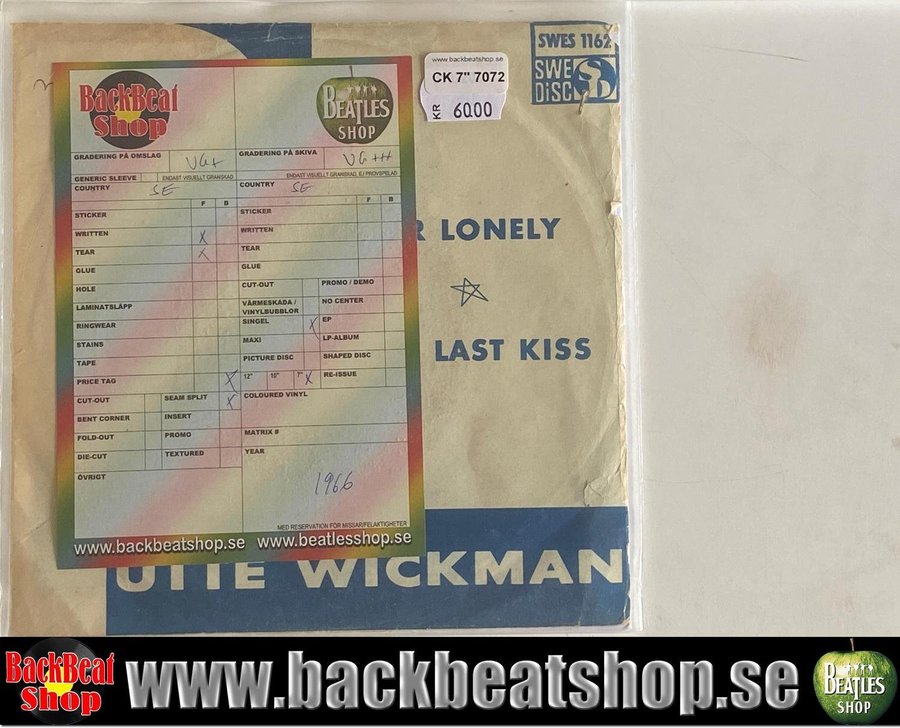 SWES 1162
SWE
DISC
www.backbeatshop.se
CK 7" 7072
KR 60.00
BackBeat
Shop
BEATLES
SHOP
GRADERING PÅ OMSLAG VG+ GRADERING PÅ SKIVA VG+++
GENERIC SLEEVE ENDAST VISUELLT GRANSKAD ENDAST VISUELLT GRANSKAD, EJ PROVSPELAD
COUNTRY SE COUNTRY SE
F B F B
STICKER STICKER
WRITTEN X WRITTEN
TEAR X TEAR
GLUE GLUE
HOLE CUT-OUT PROMO / DEMO
LAMINATSLÄPP VÄRMESKADA / VINYLBUBBLOR NO CENTER
RINGWEAR SINGEL X EP
STAINS MAXI LP-ALBUM
TAPE PICTURE DISC SHAPED DISC
PRICE TAG X 12" 10" 7" X RE-ISSUE
CUT-OUT SEAM SPLIT X COLOURED VINYL
BENT CORNER INSERT
FOLD-OUT PROMO MATRIX #
DIE-CUT TEXTURED YEAR
ÖVRIGT 1966
MED RESERVATION FÖR MISSAR/FELAKTIGHETER
www.backbeatshop.se www.beatlesshop.se
R LONELY
LAST KISS
WICKMAN
BackBeat
Shop
www.backbeatshop.se
BEATLES
SHOP